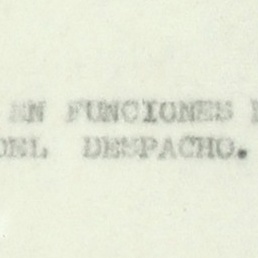 EN FUNCIONES
DEL DESPACHO.